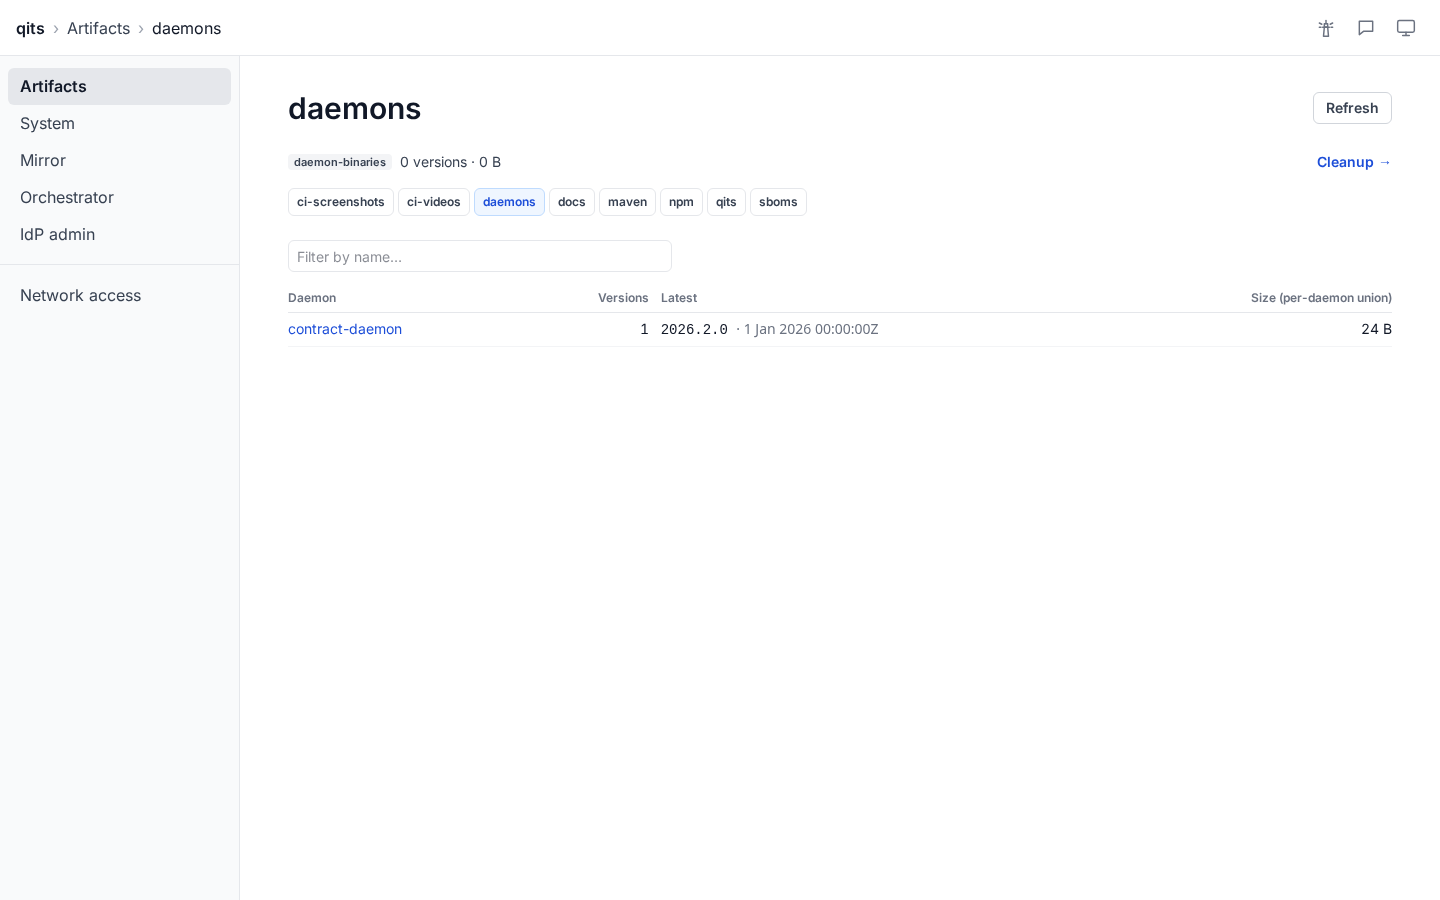 qits › Artifacts › daemons
Artifacts
System
Mirror
Orchestrator
IdP admin
Network access
daemons
Refresh
daemon-binaries 0 versions · 0 B
Cleanup →
ci-screenshots ci-videos daemons docs maven npm qits sboms
Filter by name...
Daemon Versions Latest Size (per-daemon union)
contract-daemon 1 2026.2.0 · 1 Jan 2026 00:00:00Z 24 B